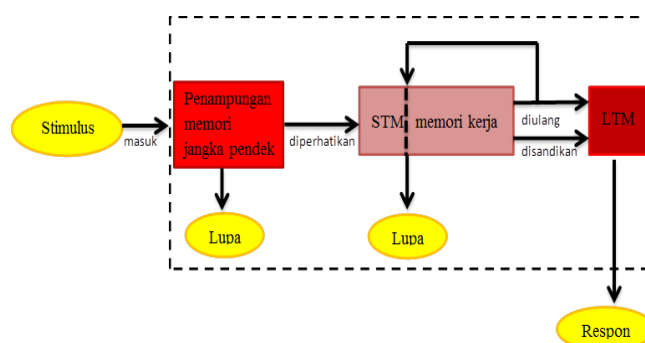 Stimulus
masuk
Penampungan
memori
jangka pendek
diperhatikan
STM memori kerja
diulang
disandikan
LTM
Lupa
Lupa
Respon